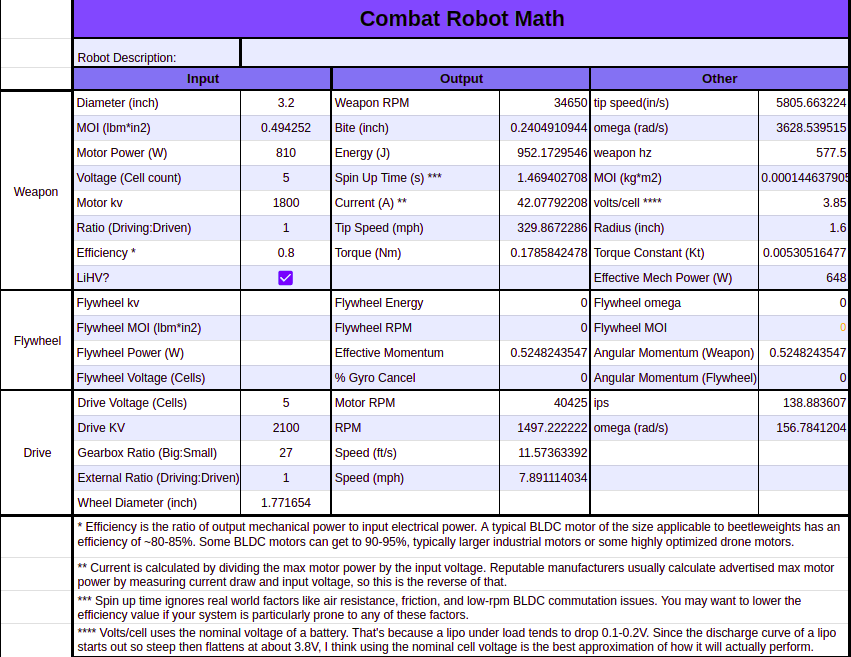 Combat Robot Math
Robot Description:
Input Output Other
Weapon
Diameter (inch) 3.2 Weapon RPM 34650 tip speed(in/s) 5805.663224
MOI (lbm*in2) 0.494252 Bite (inch) 0.2404910944 omega (rad/s) 3628.539515
Motor Power (W) 810 Energy (J) 952.1729546 weapon hz 577.5
Voltage (Cell count) 5 Spin Up Time (s) *** 1.469402708 MOI (kg*m2) 0.000144637905
Motor kv 1800 Current (A) ** 42.07792208 volts/cell **** 3.85
Ratio (Driving:Driven) 1 Tip Speed (mph) 329.8672286 Radius (inch) 1.6
Efficiency * 0.8 Torque (Nm) 0.1785842478 Torque Constant (Kt) 0.00530516477
LiHV? Effective Mech Power (W) 648
Flywheel
Flywheel kv Flywheel Energy 0 Flywheel omega 0
Flywheel MOI (lbm*in2) Flywheel RPM 0 Flywheel MOI 0
Flywheel Power (W) Effective Momentum 0.5248243547 Angular Momentum (Weapon) 0.5248243547
Flywheel Voltage (Cells) % Gyro Cancel 0 Angular Momentum (Flywheel) 0
Drive
Drive Voltage (Cells) 5 Motor RPM 40425 ips 138.883607
Drive KV 2100 RPM 1497.222222 omega (rad/s) 156.7841204
Gearbox Ratio (Big:Small) 27 Speed (ft/s) 11.57363392
External Ratio (Driving:Driven) 1 Speed (mph) 7.891114034
Wheel Diameter (inch) 1.771654
* Efficiency is the ratio of output mechanical power to input electrical power. A typical BLDC motor of the size applicable to beetleweights has an
efficiency of ~80-85%. Some BLDC motors can get to 90-95%, typically larger industrial motors or some highly optimized drone motors.
** Current is calculated by dividing the max motor power by the input voltage. Reputable manufacturers usually calculate advertised max motor
power by measuring current draw and input voltage, so this is the reverse of that.
*** Spin up time ignores real world factors like air resistance, friction, and low-rpm BLDC commutation issues. You may want to lower the
efficiency value if your system is particularly prone to any of these factors.
**** Volts/cell uses the nominal voltage of a battery. That's because a lipo under load tends to drop 0.1-0.2V. Since the discharge curve of a lipo
starts out so steep then flattens at about 3.8V, I think using the nominal cell voltage is the best approximation of how it will actually perform.